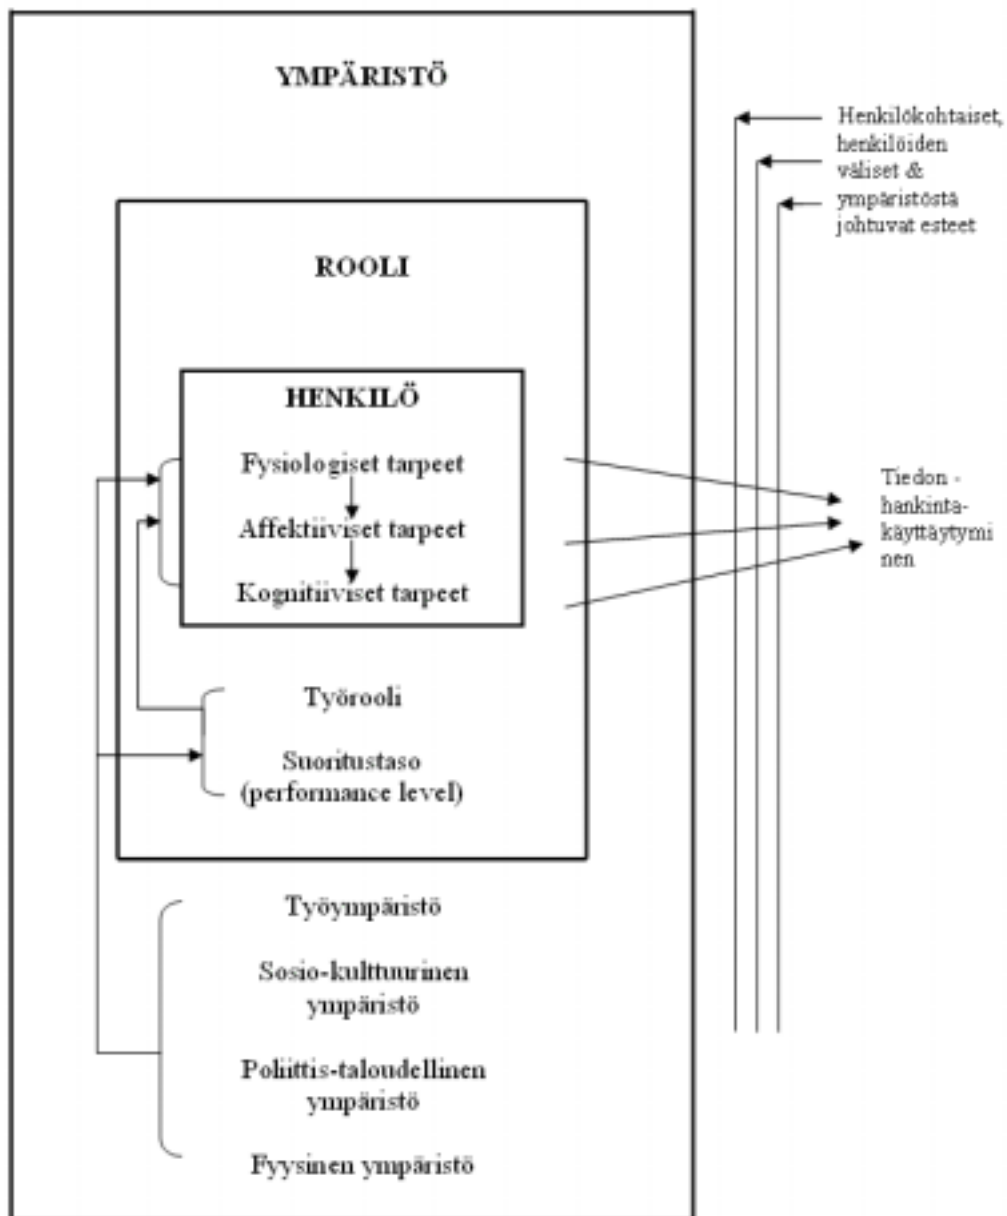 YMPÄRISTÖ
Henkilökohtaiset,
henkilöiden
väliset &
ympäristöstä
johtuvat esteet
ROOLI
HENKILÖ
Fysiologiset tarpeet
Affektiiviset tarpeet
Kognitiiviset tarpeet
Tiedon -
hankinta-
käyttäytymi
nen
Työrooli
Suoritustaso
(performance level)
Työympäristö
Sosio-kulttuurinen
ympäristö
Poliittis-taloudellinen
ympäristö
Fyysinen ympäristö